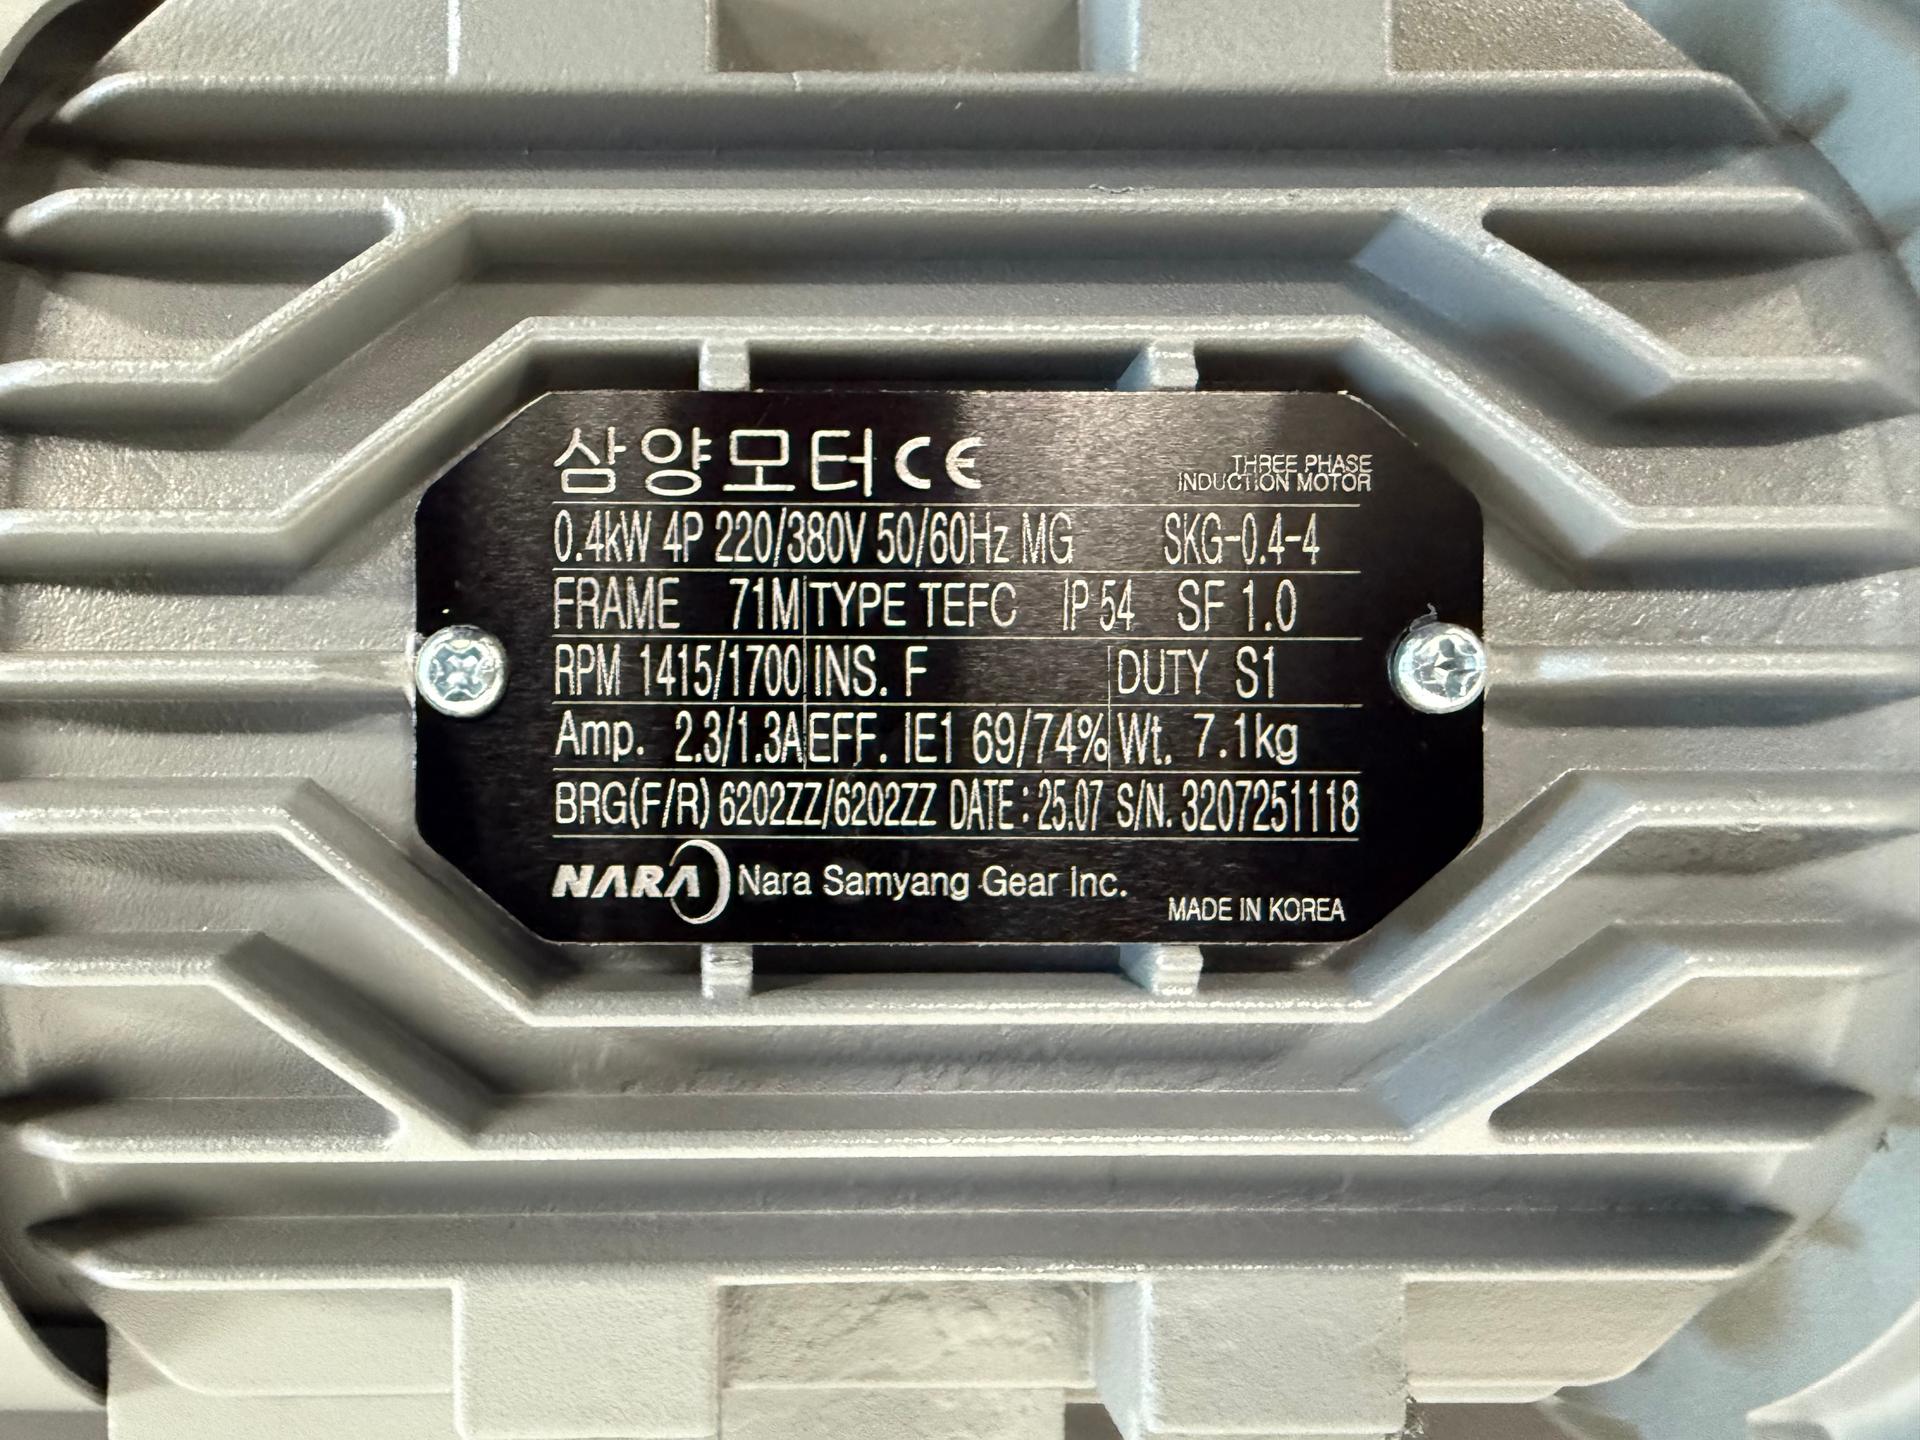 삼양모터 CE
THREE PHASE
INDUCTION MOTOR
0.4kW 4P 220/380V 50/60Hz MG SKG-0.4-4
FRAME 71M TYPE TEFC IP 54 SF 1.0
RPM 1415/1700 INS. F DUTY S1
Amp. 2.3/1.3A EFF. IE1 69/74% Wt. 7.1kg
BRG(F/R) 6202ZZ/6202ZZ DATE : 25.07 S/N. 3207251118
NARA Nara Samyang Gear Inc.
MADE IN KOREA